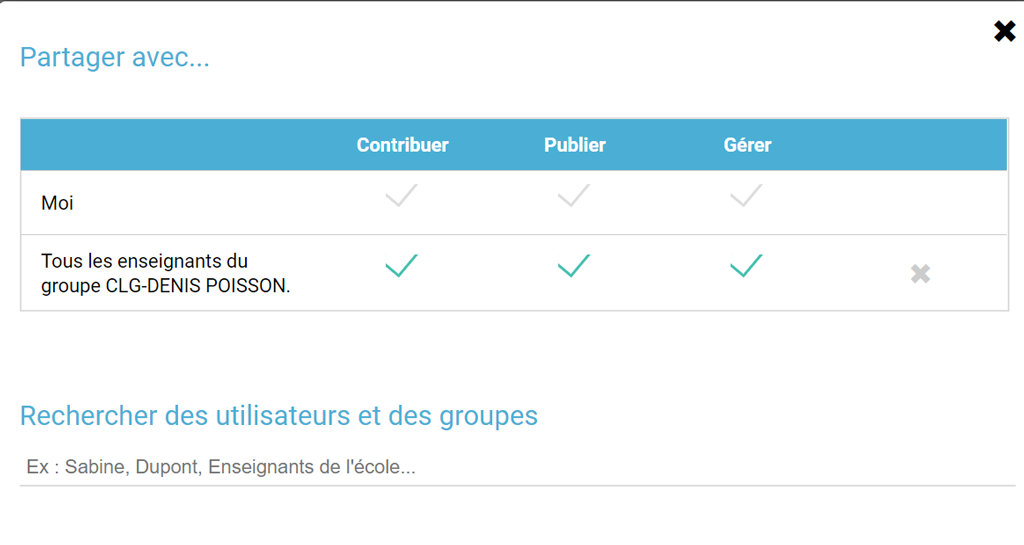 Partager avec...
Contribuer Publier Gérer
Moi
Tous les enseignants du
groupe CLG-DENIS POISSON.
Rechercher des utilisateurs et des groupes
Ex : Sabine, Dupont, Enseignants de l'école...